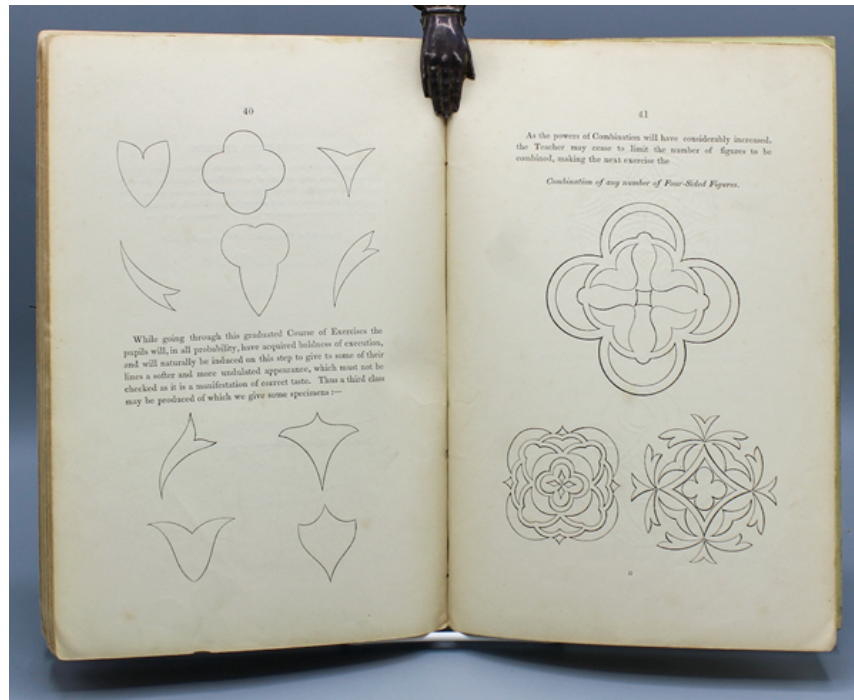 40
While going through this graduated Course of Exercises the
pupils will, in all probability, have acquired boldness of execution,
and will naturally be induced on this step to give to some of their
lines a softer and more undulated appearance, which must not be
checked as it is a manifestation of correct taste. Thus a third class
may be produced of which we give some specimens :—
41
As the powers of Combination will have considerably increased,
the Teacher may cease to limit the number of figures to be
combined, making the next exercise the
Combination of any number of Four-Sided Figures.